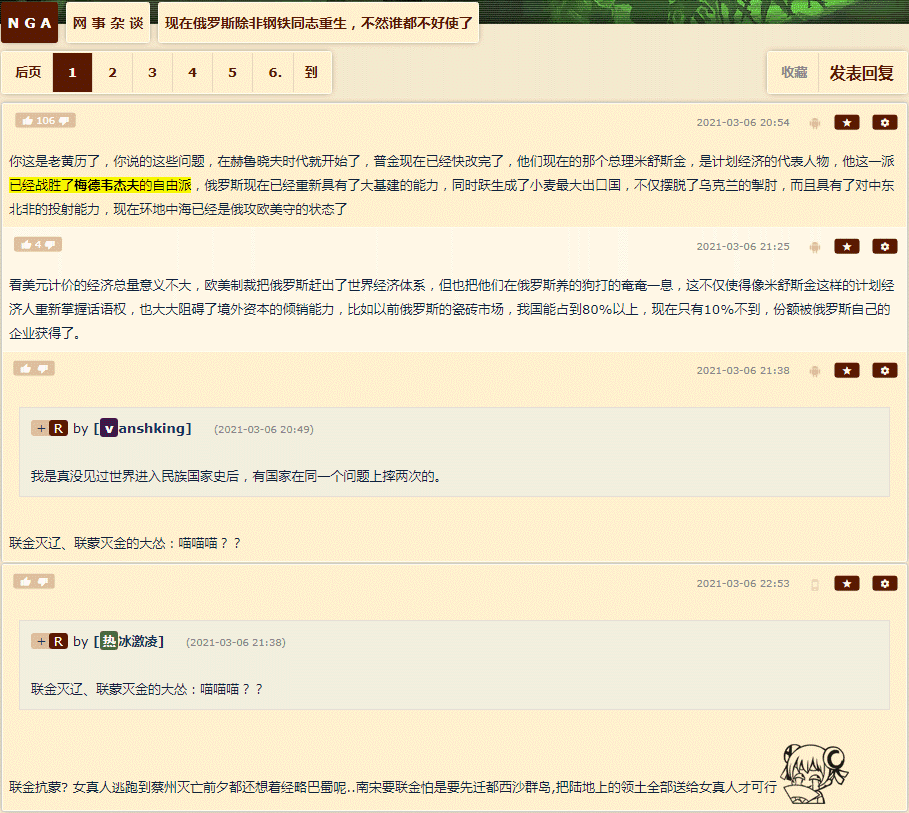 NGA 网事杂谈 现在俄罗斯除非钢铁同志重生，不然谁都不好使了
后页 1 2 3 4 5 6. 到 收藏 发表回复
106 2021-03-06 20:54
你这是老黄历了，你说的这些问题，在赫鲁晓夫时代就开始了，普金现在已经快改完了，他们现在的那个总理米舒斯金，是计划经济的代表人物，他这一派
已经战胜了梅德韦杰夫的自由派，俄罗斯现在已经重新具有了大基建的能力，同时跃生成了小麦最大出口国，不仅摆脱了乌克兰的掣肘，而且具有了对中东
北非的投射能力，现在环地中海已经是俄攻欧美守的状态了
4 2021-03-06 21:25
看美元计价的经济总量意义不大，欧美制裁把俄罗斯赶出了世界经济体系，但也把他们在俄罗斯养的狗打的奄奄一息，这不仅使得像米舒斯金这样的计划经
济人重新掌握话语权，也大大阻碍了境外资本的倾销能力，比如以前俄罗斯的瓷砖市场，我国能占到80%以上，现在只有10%不到，份额被俄罗斯自己的
企业获得了。
2021-03-06 21:38
+ R by [vanshking] (2021-03-06 20:49)
我是真没见过世界进入民族国家史后，有国家在同一个问题上摔两次的。
联金灭辽、联蒙灭金的大怂：喵喵喵？？
2021-03-06 22:53
+ R by [热冰激凌] (2021-03-06 21:38)
联金灭辽、联蒙灭金的大怂：喵喵喵？？
联金抗蒙? 女真人逃跑到蔡州灭亡前夕都还想着经略巴蜀呢..南宋要联金怕是要先迁都西沙群岛,把陆地上的领土全部送给女真人才可行